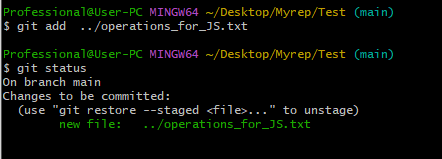 Professional@User-PC MINGW64 ~/Desktop/Myrep/Test (main)
$ git add  ../operations_for_JS.txt

Professional@User-PC MINGW64 ~/Desktop/Myrep/Test (main)
$ git status
On branch main
Changes to be committed:
  (use "git restore --staged <file>..." to unstage)
        new file:   ../operations_for_JS.txt